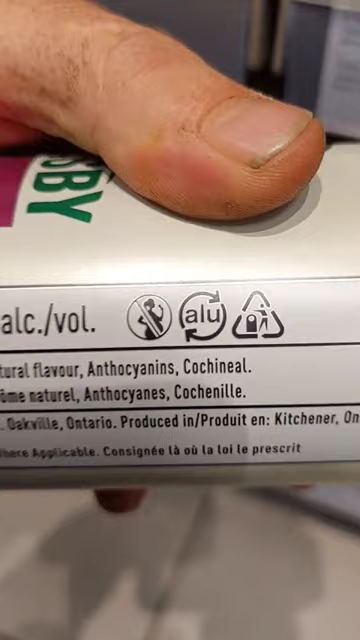 BY
alc./vol.
alu
tural flavour, Anthocyanins, Cochineal.
ôme naturel, Anthocyanes, Cochenille.
. Oakville, Ontario. Produced in/Produit en: Kitchener, On
here Applicable. Consignée là où la loi le prescrit